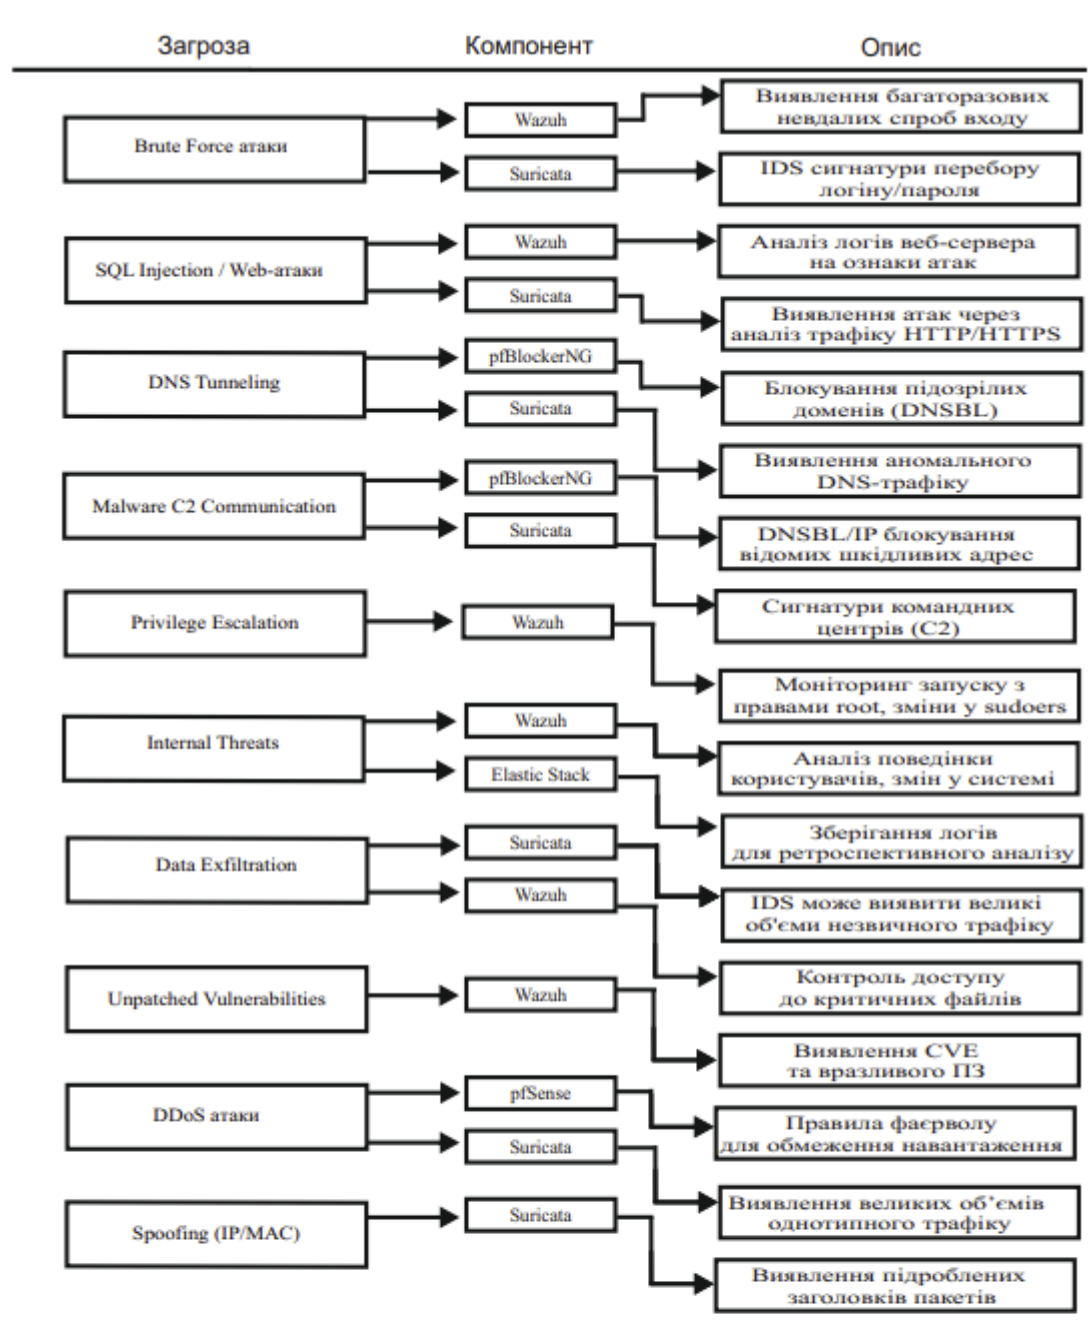 Загроза Компонент Опис
Brute Force атаки
Wazuh
Виявлення багаторазових
невдалих спроб входу
Suricata
IDS сигнатури перебору
логіну/пароля
SQL Injection / Web-атаки
Wazuh
Аналіз логів веб-сервера
на ознаки атак
Suricata
Виявлення атак через
аналіз трафіку HTTP/HTTPS
DNS Tunneling
pfBlockerNG
Блокування підозрілих
доменів (DNSBL)
Suricata
Виявлення аномального
DNS-трафіку
Malware C2 Communication
pfBlockerNG
DNSBL/IP блокування
відомих шкідливих адрес
Suricata
Сигнатури командних
центрів (C2)
Privilege Escalation
Wazuh
Моніторинг запуску з
правами root, зміни у sudoers
Internal Threats
Wazuh
Аналіз поведінки
користувачів, змін у системі
Elastic Stack
Зберігання логів
для ретроспективного аналізу
Data Exfiltration
Suricata
IDS може виявити великі
об'єми незвичного трафіку
Wazuh
Контроль доступу
до критичних файлів
Unpatched Vulnerabilities
Wazuh
Виявлення CVE
та вразливого ПЗ
DDoS атаки
pfSense
Правила фаєрволу
для обмеження навантаження
Suricata
Виявлення великих об’ємів
однотипного трафіку
Spoofing (IP/MAC)
Suricata
Виявлення підроблених
заголовків пакетів